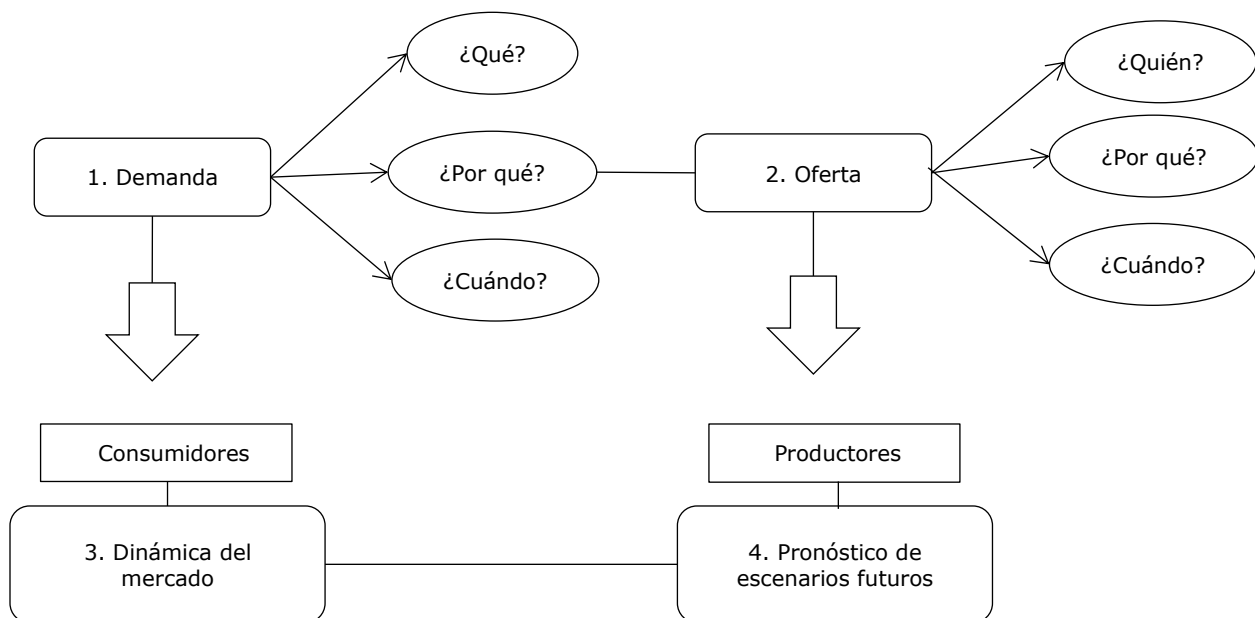 ¿Qué?
¿Quién?
1. Demanda
¿Por qué?
2. Oferta
¿Por qué?
¿Cuándo?
¿Cuándo?
Consumidores
Productores
3. Dinámica del
mercado
4. Pronóstico de
escenarios futuros